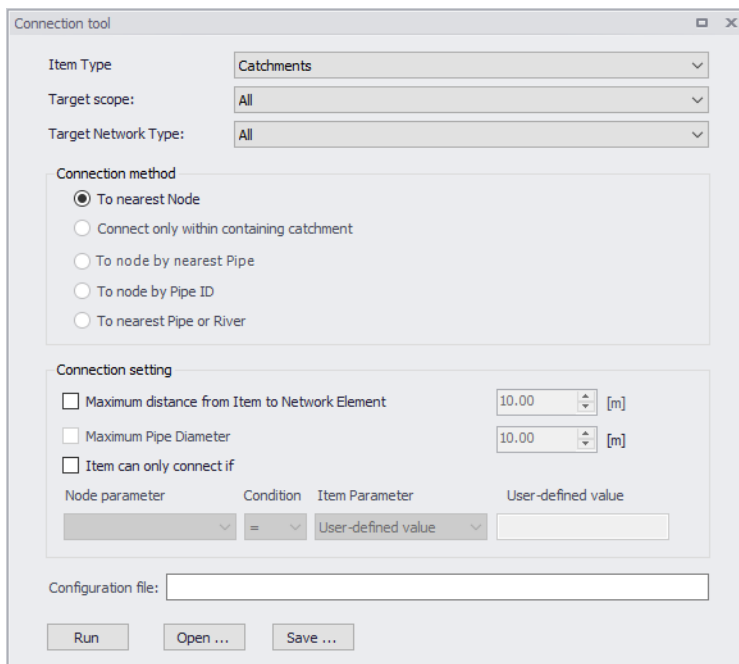 Connection tool
Item Type Catchments
Target scope: All
Target Network Type: All
Connection method
To nearest Node
Connect only within containing catchment
To node by nearest Pipe
To node by Pipe ID
To nearest Pipe or River
Connection setting
Maximum distance from Item to Network Element 10.00 [m]
Maximum Pipe Diameter 10.00 [m]
Item can only connect if
Node parameter Condition Item Parameter User-defined value
= User-defined value
Configuration file:
Run Open ... Save ...